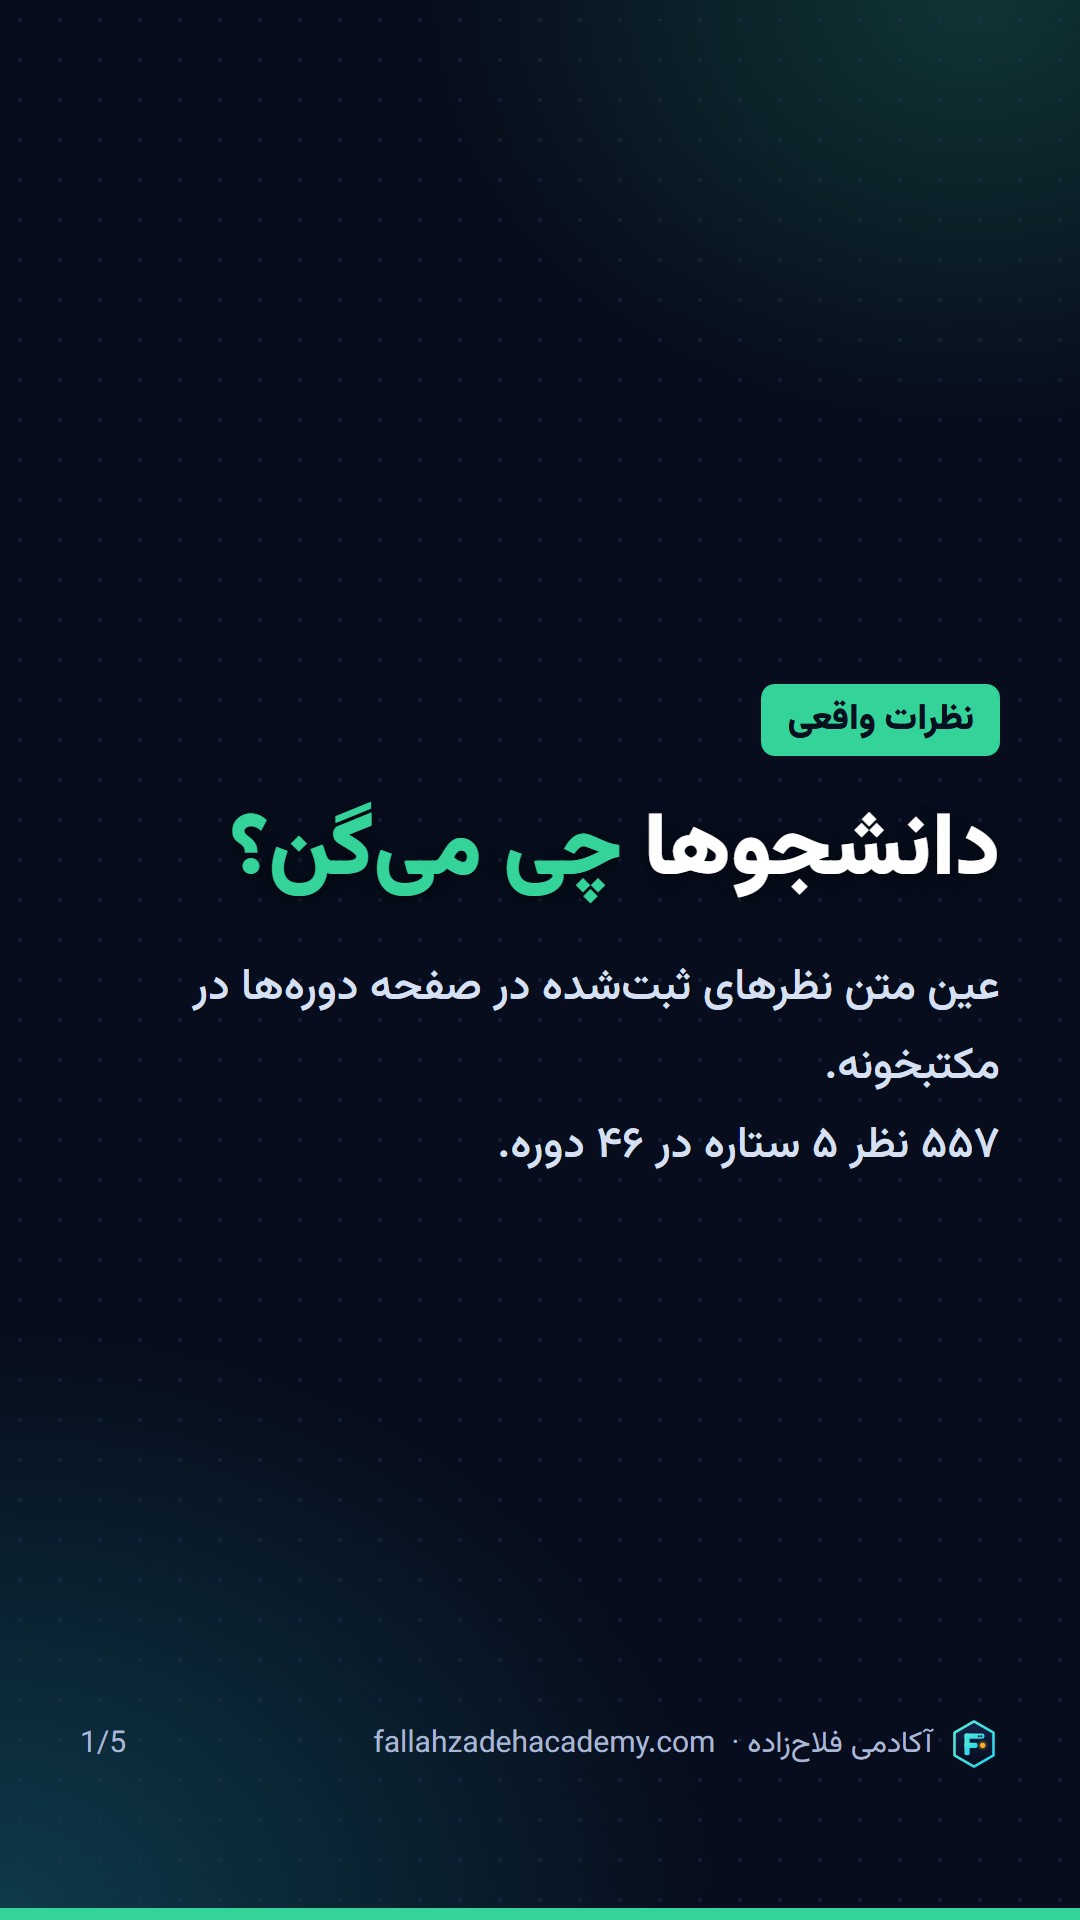 نظرات واقعی
دانشجوها چی می‌گن؟
عین متن نظرهای ثبت‌شده در صفحه دوره‌ها در
مکتبخونه.
۵۵۷ نظر ۵ ستاره در ۴۶ دوره.
آکادمی فلاح‌زاده · fallahzadehacademy.com
1/5